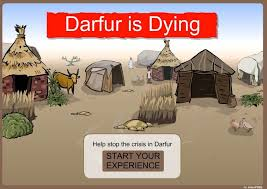 Darfur is Dying
Help stop the crisis in Darfur
START YOUR
EXPERIENCE